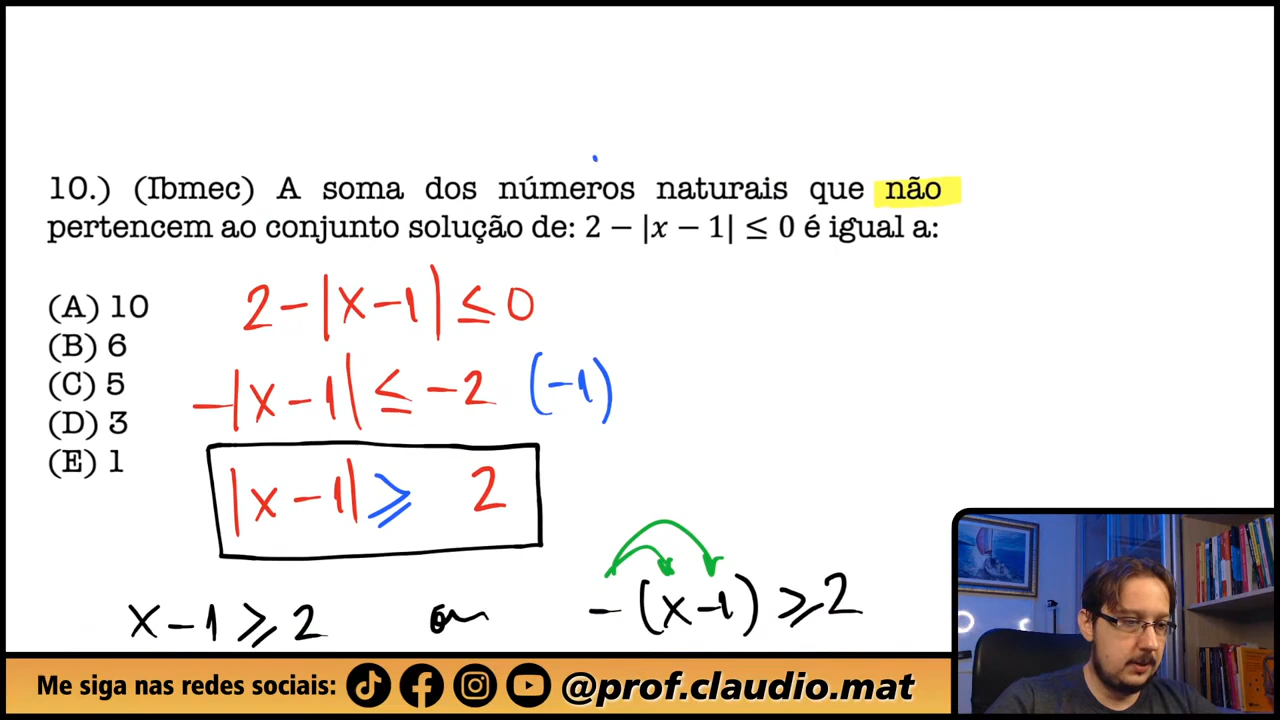 10.) (Ibmec) A soma dos números naturais que não
pertencem ao conjunto solução de: 2 − |x − 1| ≤ 0 é igual a:
(A) 10
(B) 6
(C) 5
(D) 3
(E) 1
2 − |x − 1| ≤ 0
−|x − 1| ≤ −2 (−1)
|x − 1| ≥ 2
x − 1 ≥ 2 ou −(x − 1) ≥ 2
Me siga nas redes sociais: @prof.claudio.mat